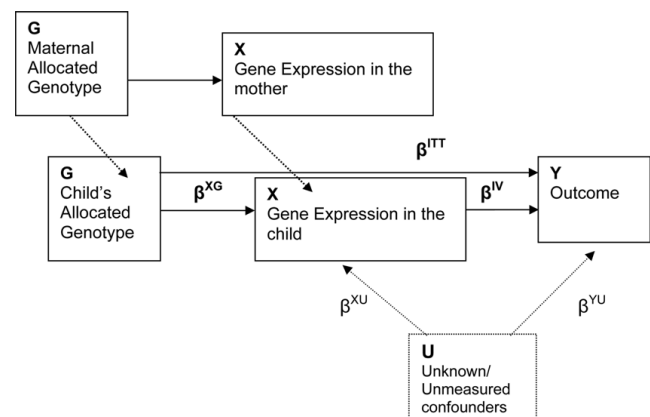 G
Maternal
Allocated
Genotype
X
Gene Expression in the
mother
β^ITT
G
Child's
Allocated
Genotype
β^XG
X
Gene Expression in the
child
β^IV
Y
Outcome
β^XU
β^YU
U
Unknown/
Unmeasured
confounders